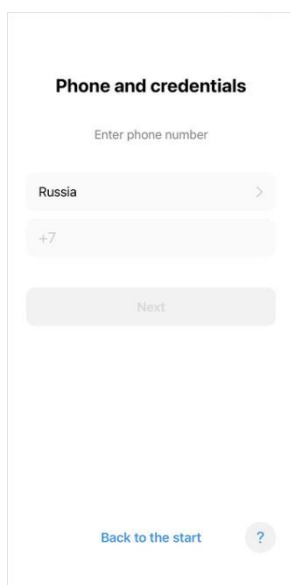 Phone and credentials
Enter phone number
Russia
+7
Next
Back to the start
?